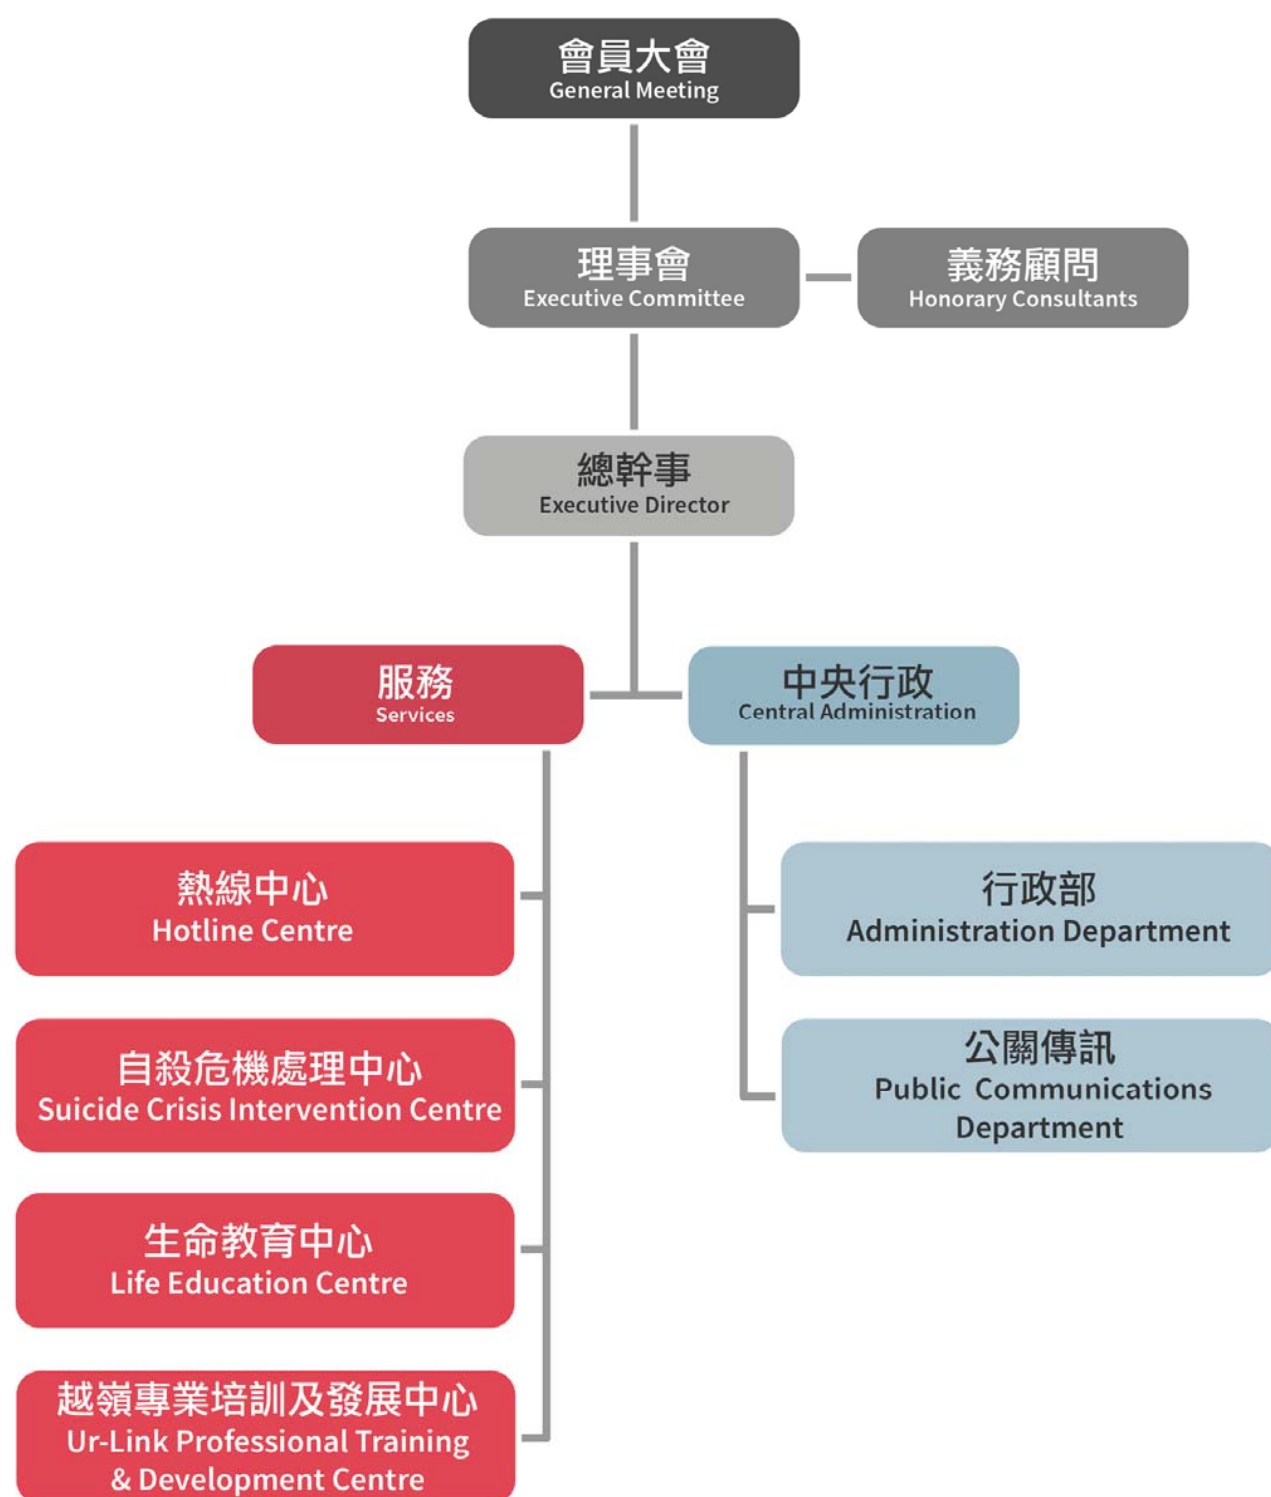 會員大會
General Meeting
理事會
Executive Committee
義務顧問
Honorary Consultants
總幹事
Executive Director
服務
Services
中央行政
Central Administration
熱線中心
Hotline Centre
自殺危機處理中心
Suicide Crisis Intervention Centre
生命教育中心
Life Education Centre
越嶺專業培訓及發展中心
Ur-Link Professional Training
& Development Centre
行政部
Administration Department
公關傳訊
Public Communications
Department